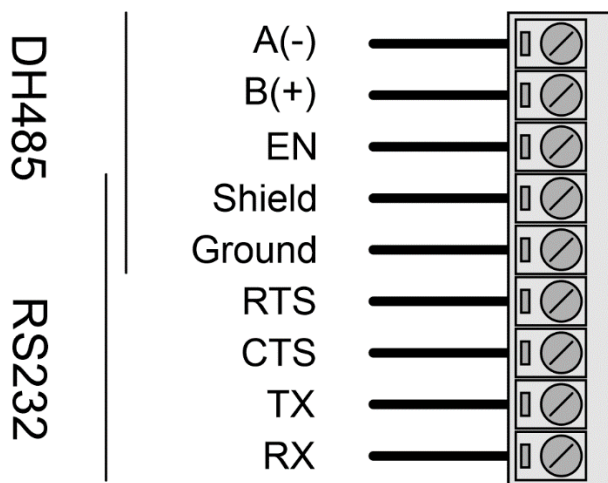 DH485
A(-)
B(+)
EN
Shield
Ground
RS232
RTS
CTS
TX
RX